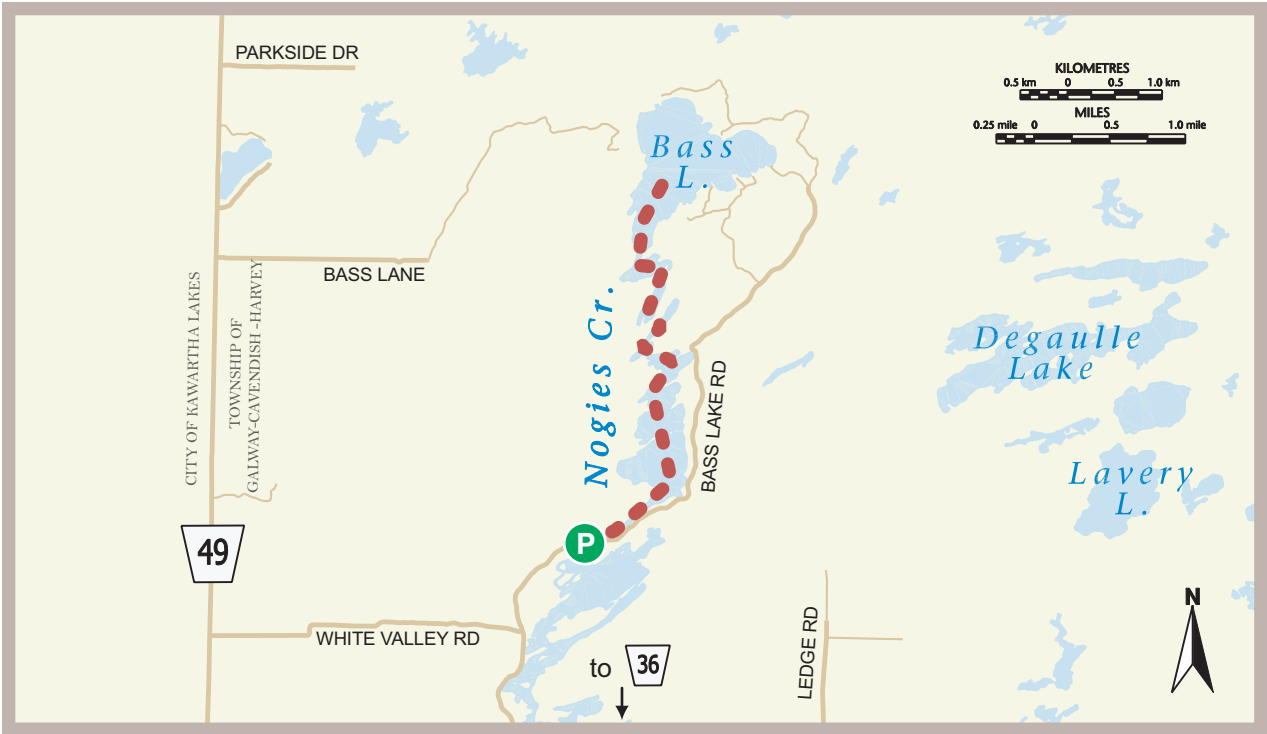 PARKSIDE DR
KILOMETRES
0.5 km 0 0.5 1.0 km
MILES
0.25 mile 0 0.5 1.0 mile
Bass
L.
BASS LANE
CITY OF KAWARTHA LAKES
TOWNSHIP OF
GALWAY-CAVENDISH -HARVEY
Nogies Cr.
BASS LAKE RD
Degaulle
Lake
Lavery
L.
49
P
WHITE VALLEY RD
to 36
LEDGE RD
N